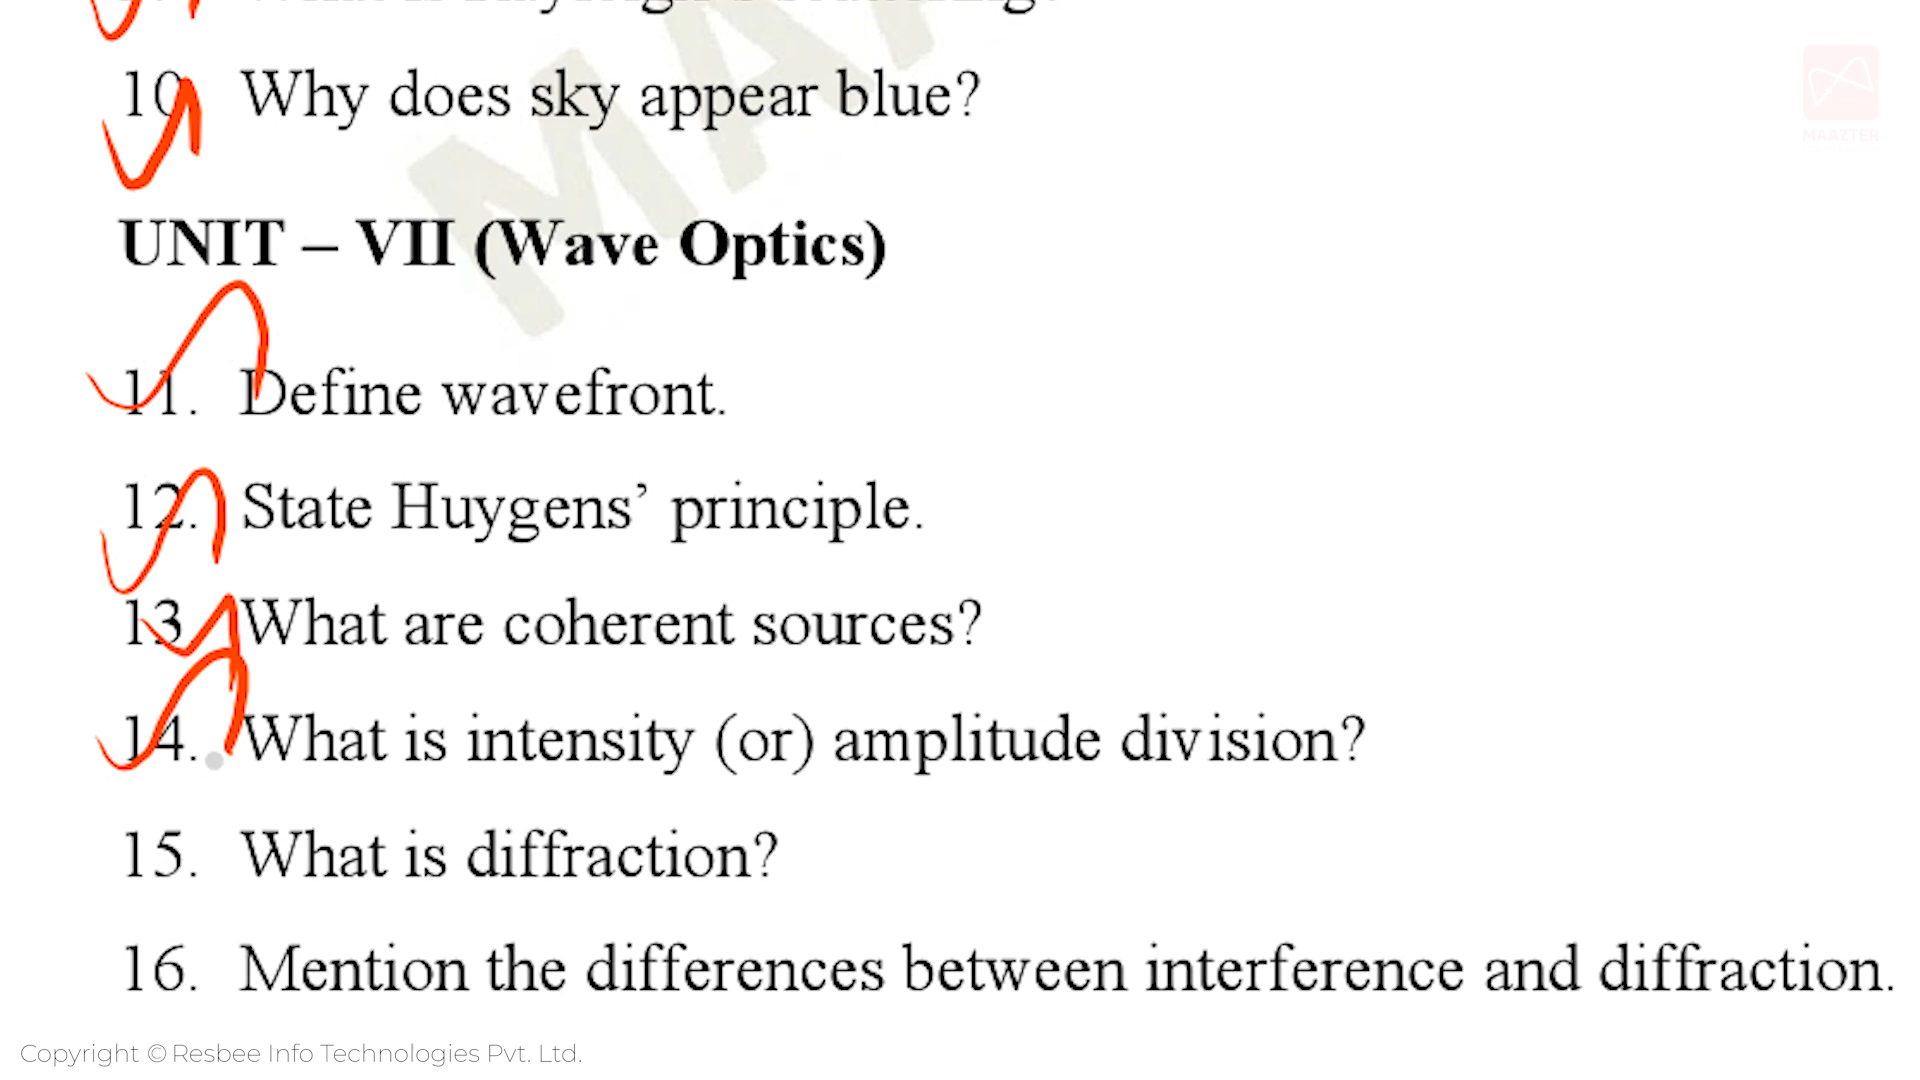 10. Why does sky appear blue?
MAAZTER
UNIT – VII (Wave Optics)
11. Define wavefront.
12. State Huygens’ principle.
13. What are coherent sources?
14. What is intensity (or) amplitude division?
15. What is diffraction?
16. Mention the differences between interference and diffraction.
Copyright © Resbee Info Technologies Pvt. Ltd.